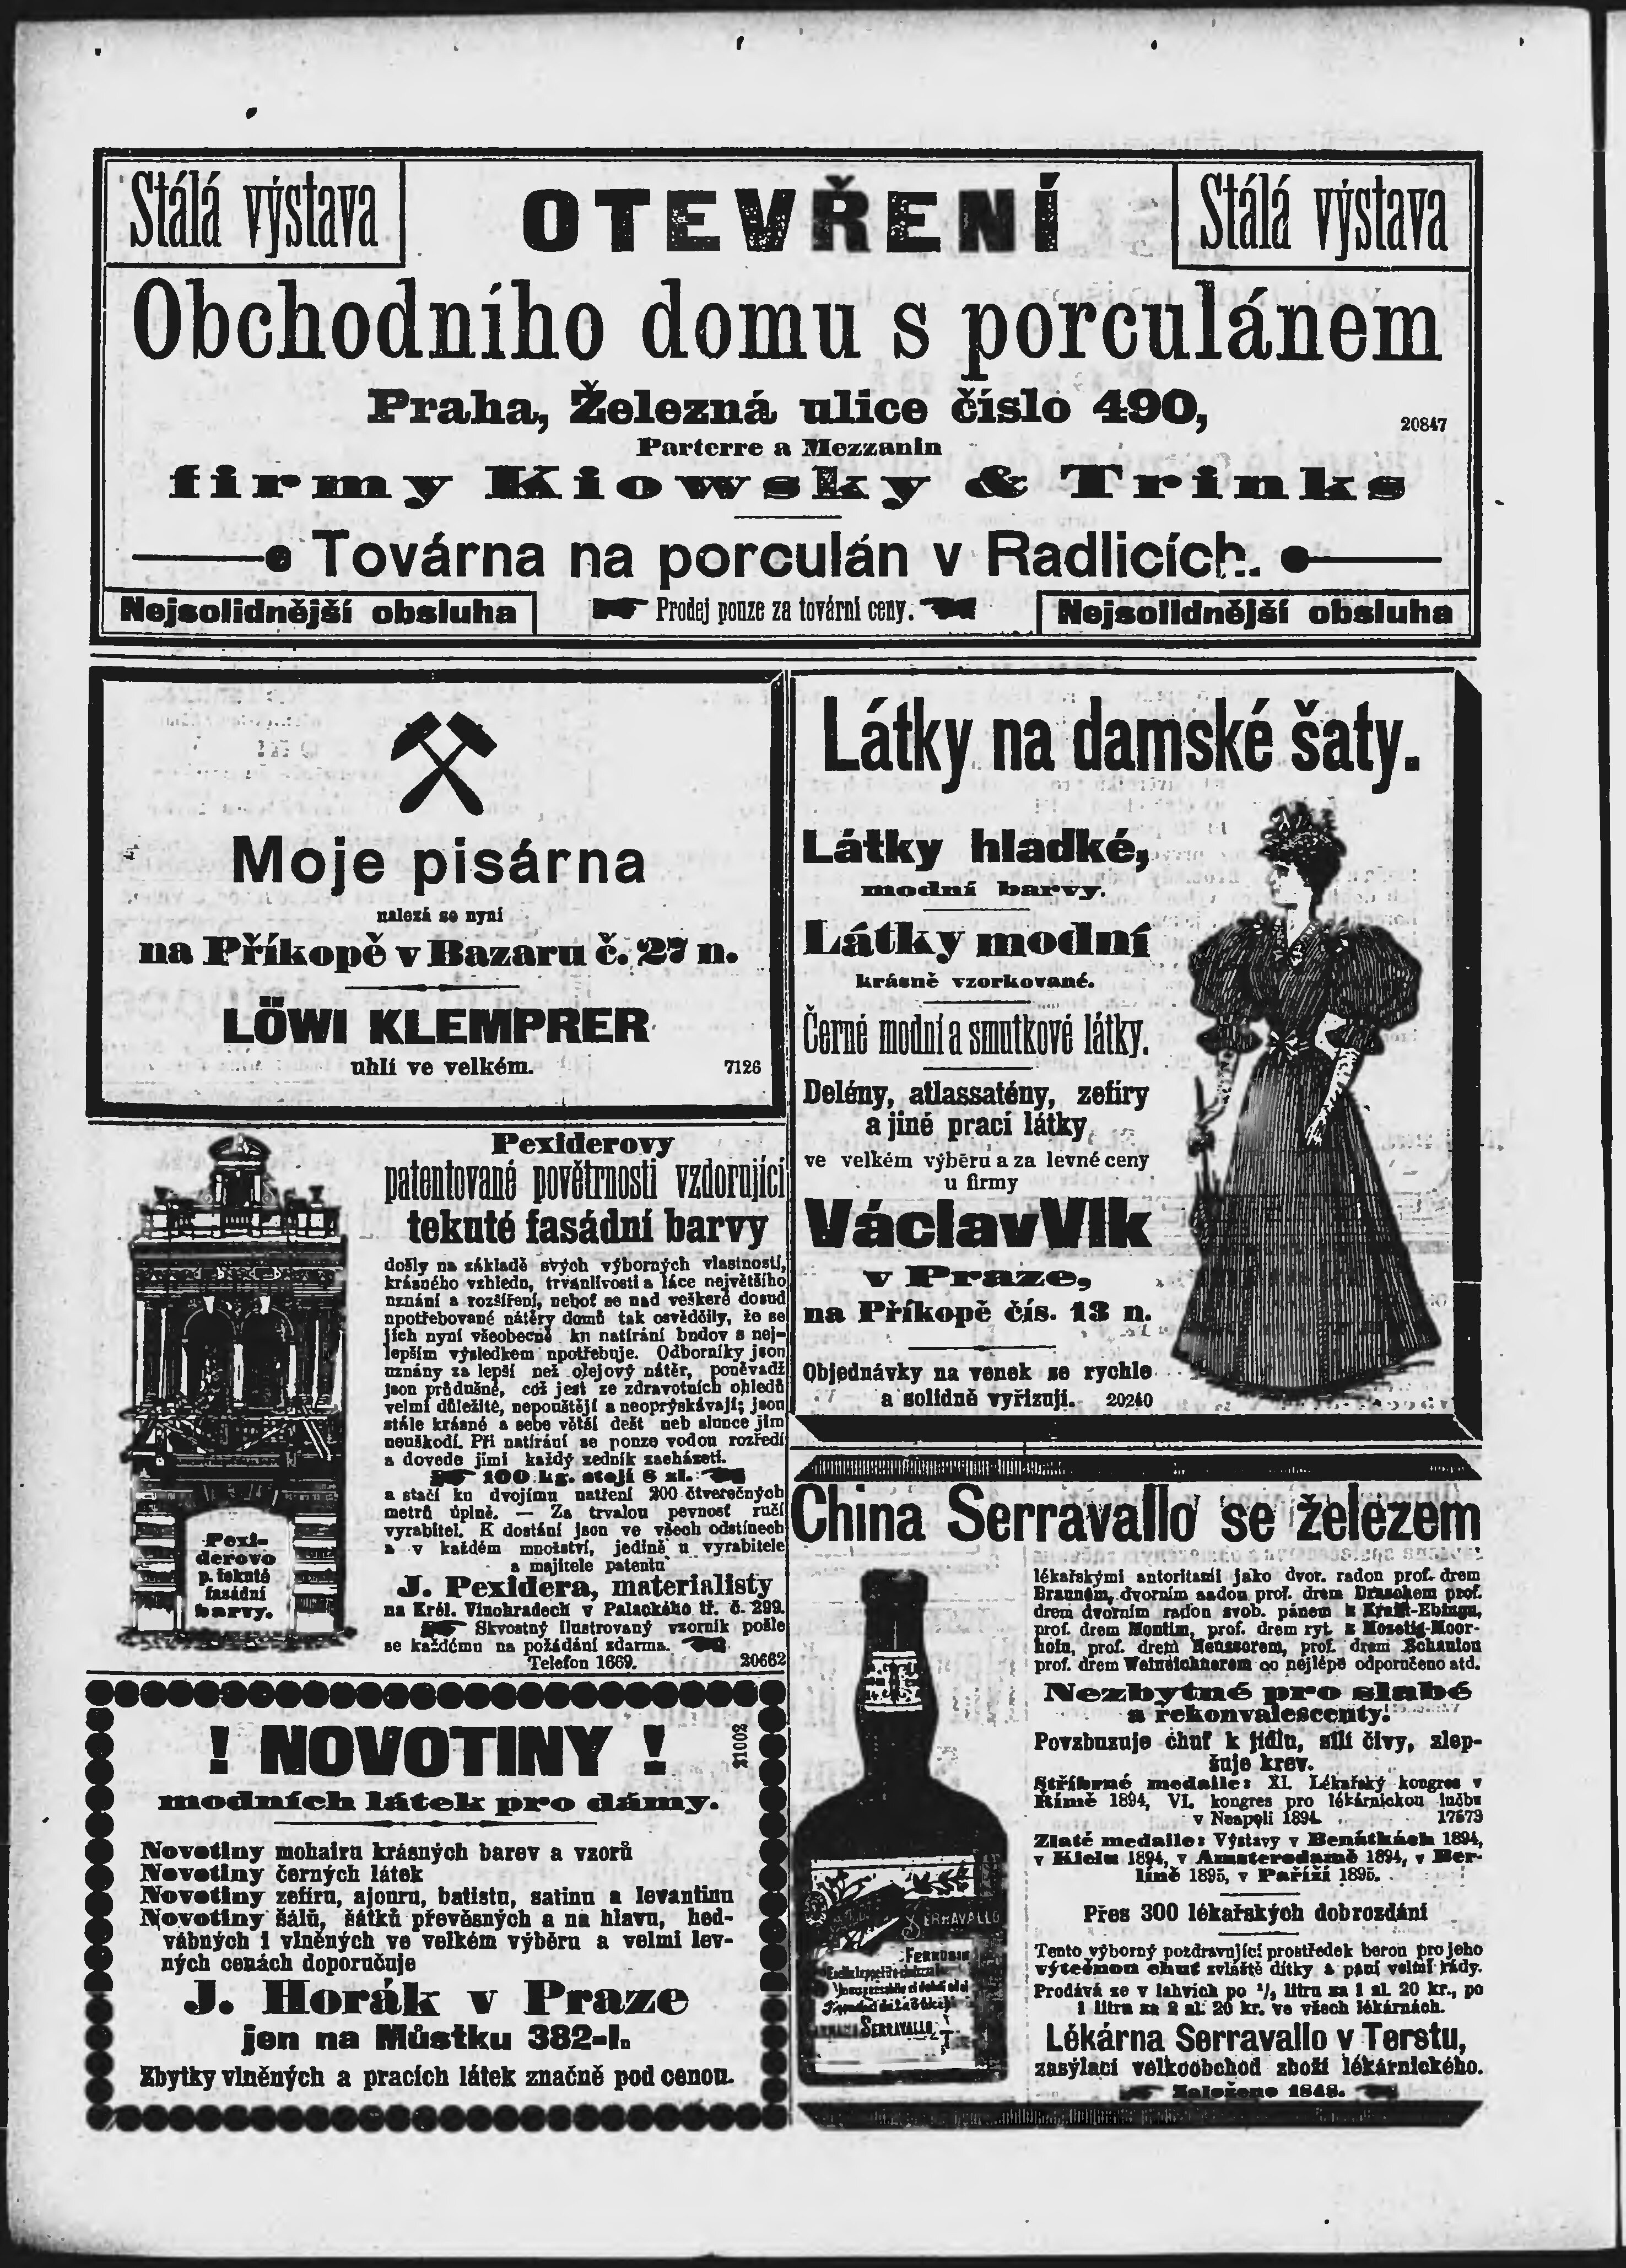 Stálá výstava
OTEVŘENÍ
Stálá výstava
Obchodního domu s porculánem
Praha, Železná ulice číslo 490,
20847
Parterre a Mezzanin
firmy Kiowsky & Trinks
Továrna na porculán v Radlicích.
Nejsolidnější obsluha
Prodej pouze za tovární ceny.
Nejsolidnější obsluha
Moje pisárna
nalezá se nyní
na Příkopě v Bazaru č. 27 n.
LÖWI KLEMPRER
uhlí ve velkém.
7126
Pexiderovy
patentované povětrnosti vzdorující
tekuté fasádní barvy
došly na základě svých výborných vlastností,
krásného vzhledu, trvanlivosti a láce největšího
uznání a rozšíření, neboť se nad veškeré dosud
upotřebované nátěry domů tak osvědčily, že se
jich nyní všeobecně ku natírání budov s nej-
lepším výsledkem upotřebuje. Odborníky jsou
uznány za lepší než olejový nátěr, poněvadž
jsou průdušné, což jest ze zdravotních ohledů
velmi důležité, nepouštějí a neoprýskávají; jsou
stále krásné a sebe větší dešť neb slunce jim
neuškodí. Při natírání se pouze vodou rozředí
a dovede jimi každý zedník zacházeti.
100 kg. stojí 6 zl.
a stačí ku dvojímu natření 200 čtverečných
metrů úplně. — Za trvalou pevnost ručí
vyrabitel. K dostání jsou ve všech odstínech
a v každém množství, jedině u vyrabitele
a majitele patentu
J. Pexidera, materialisty
na Král. Vinohradech v Palackého tř. č. 299.
Skvostný ilustrovaný vzorník pošle
se každému na požádání zdarma.
Telefon 1669.
20662
Pexi-
derovo
p. tekuté
fasádní
barvy.
! NOVOTINY !
21002
modních látek pro dámy.
Novotiny mohairu krásných barev a vzorů
Novotiny černých látek
Novotiny zefíru, ajouru, batistu, satinu a levantinu
Novotiny šálů, šátků převěsných a na hlavu, hed-
vábných i vlněných ve velkém výběru a velmi lev-
ných cenách doporučuje
J. Horák v Praze
jen na Můstku 382-I.
Zbytky vlněných a pracích látek značně pod cenou.
Látky na damské šaty.
Látky hladké,
modní barvy.
Látky modní
krásně vzorkované.
Černé modní a smutkové látky.
Delény, atlassatény, zefíry
a jiné prací látky
ve velkém výběru a za levné ceny
u firmy
Václav Vlk
v Praze,
na Příkopě čís. 13 n.
Objednávky na venek se rychle
a solidně vyřizují.
20240
China Serravallo se železem
lékařskými autoritami jako dvor. radou prof. drem
Braunem, dvorním radou prof. drem Draschem prof.
drem dvorním radou svob. pánem z Krafft-Ebingu,
prof. drem Montim, prof. drem ryt. z Mosetig-Moor-
hofu, prof. drem Neusserem, prof. drem Schautou
prof. drem Weinlechnerem co nejlépe odporučeno atd.
Nezbytné pro slabé
a rekonvalescenty!
Povzbuzuje chuť k jídlu, sílí čivy, zlep-
šuje krev.
Stříbrné medaile: XI. Lékařský kongres v
Římě 1894, VI. kongres pro lékárnickou lučbu
v Neapoli 1894.
17573
Zlaté medaile: Výstavy v Benátkách 1894,
v Kielu 1894, v Amsterodamě 1894, v Ber-
líně 1895, v Paříži 1895.
Přes 300 lékařských dobrozdání
Tento výborný pozdravující prostředek berou pro jeho
výtečnou chuť zvláště dítky a paní velmi rády.
Prodává se v lahvích po ½ litru za 1 zl. 20 kr., po
1 litru za 2 zl. 20 kr. ve všech lékárnách.
Lékárna Serravallo v Terstu,
zasýlací velkoobchod zboží lékárnického.
Založeno 1848.
SERRAVALLO
SERRAVALLO